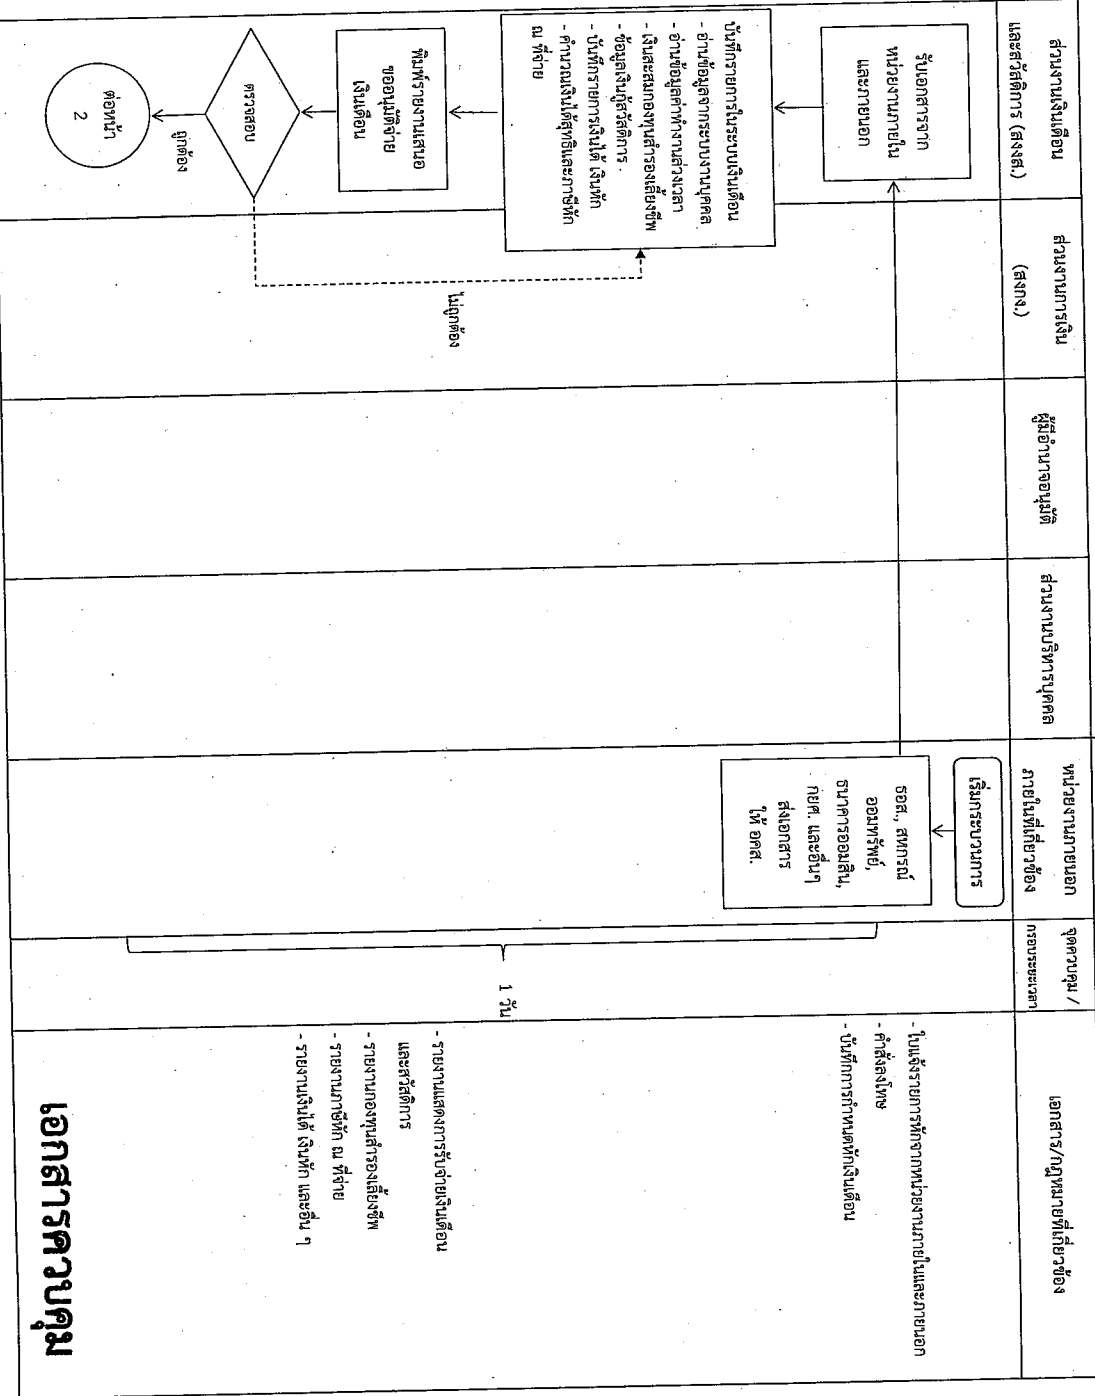 ส่วนงานเงินเดือน
และสวัสดิการ (สงงส.)
ส่วนงานการเงิน
(สงกง.)
ผู้มีอำนาจอนุมัติ
ส่วนงานบริหารบุคคล
หน่วยงานภายนอก
ภายในที่เกี่ยวข้อง
จุดควบคุม /
กรอบระยะเวลา
เอกสาร/กฎหมายที่เกี่ยวข้อง
เริ่มกระบวนการ
ธอส., สหกรณ์
ออมทรัพย์,
ธนาคารออมสิน,
กยศ. และอื่นๆ
ส่งเอกสาร
ให้ อคส.
รับเอกสารจาก
หน่วยงานภายใน
และภายนอก
- ใบแจ้งรายการหักจากหน่วยงานภายในและภายนอก
- คำสั่งลงโทษ
- บันทึกการกำหนดหักเงินเดือน
บันทึกรายการในระบบเงินเดือน
- อ่านข้อมูลจากระบบงานบุคคล
- อ่านข้อมูลค่าทำงานล่วงเวลา
- เงินสะสมกองทุนสำรองเลี้ยงชีพ
- ข้อมูลเงินกู้สวัสดิการ
- บันทึกรายการเงินได้ เงินหัก
- คำนวณเงินได้สุทธิและภาษีหัก
ณ ที่จ่าย
1 วัน
ไม่ถูกต้อง
พิมพ์รายงานเสนอ
ขออนุมัติจ่าย
เงินเดือน
- รายงานแสดงการรับจ่ายเงินเดือน
และสวัสดิการ
- รายงานกองทุนสำรองเลี้ยงชีพ
- รายงานภาษีหัก ณ ที่จ่าย
- รายงานเงินได้ เงินหัก และอื่น ๆ
ตรวจสอบ
ถูกต้อง
ต่อหน้า
2
เอกสารควบคุม